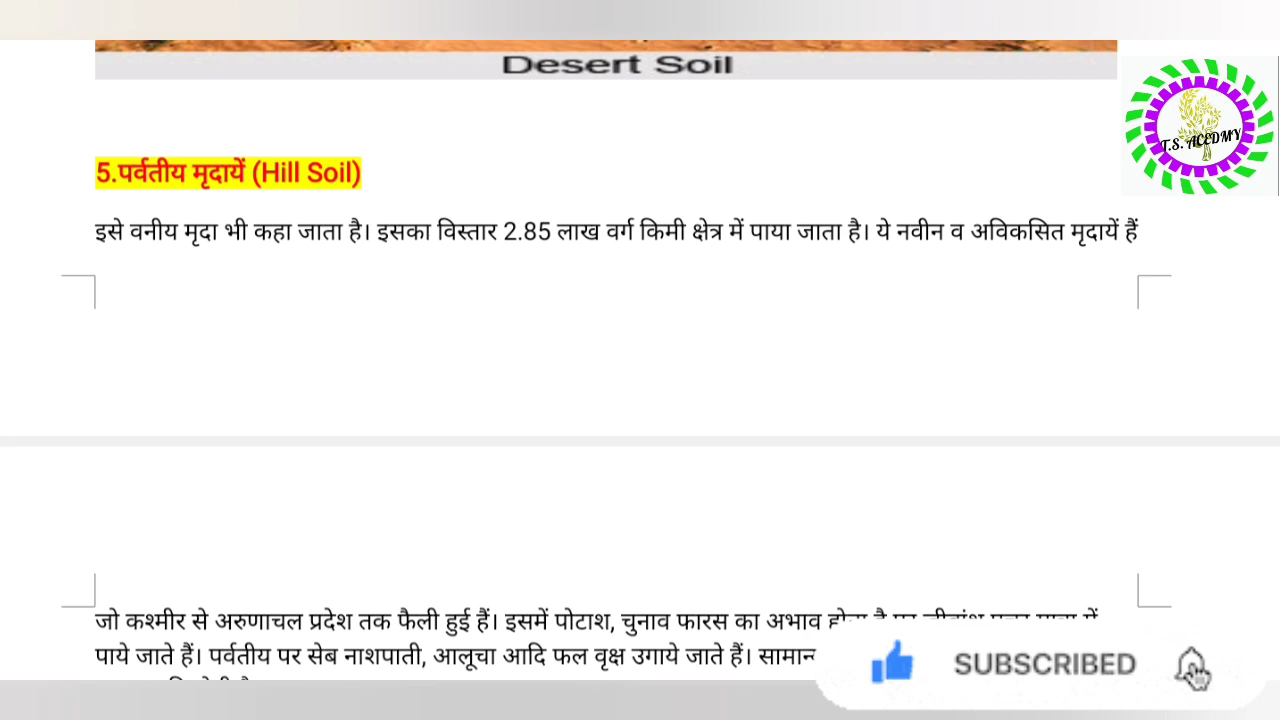 Desert Soil
T.S. ACEDMY
5.पर्वतीय मृदायें (Hill Soil)
इसे वनीय मृदा भी कहा जाता है। इसका विस्तार 2.85 लाख वर्ग किमी क्षेत्र में पाया जाता है। ये नवीन व अविकसित मृदायें हैं
जो कश्मीर से अरुणाचल प्रदेश तक फैली हुई हैं। इसमें पोटाश, चुनाव फारस का अभाव
पाये जाते हैं। पर्वतीय पर सेब नाशपाती, आलूचा आदि फल वृक्ष उगाये जाते हैं।
SUBSCRIBED